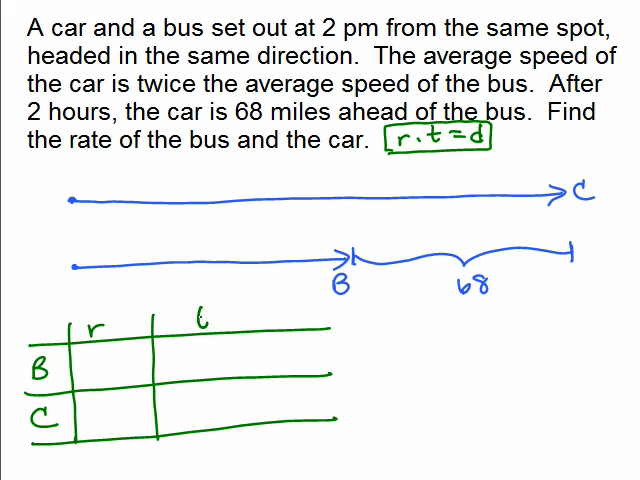 A car and a bus set out at 2 pm from the same spot,
headed in the same direction. The average speed of
the car is twice the average speed of the bus. After
2 hours, the car is 68 miles ahead of the bus. Find
the rate of the bus and the car. r.t=d
C
B 68
r
B
C